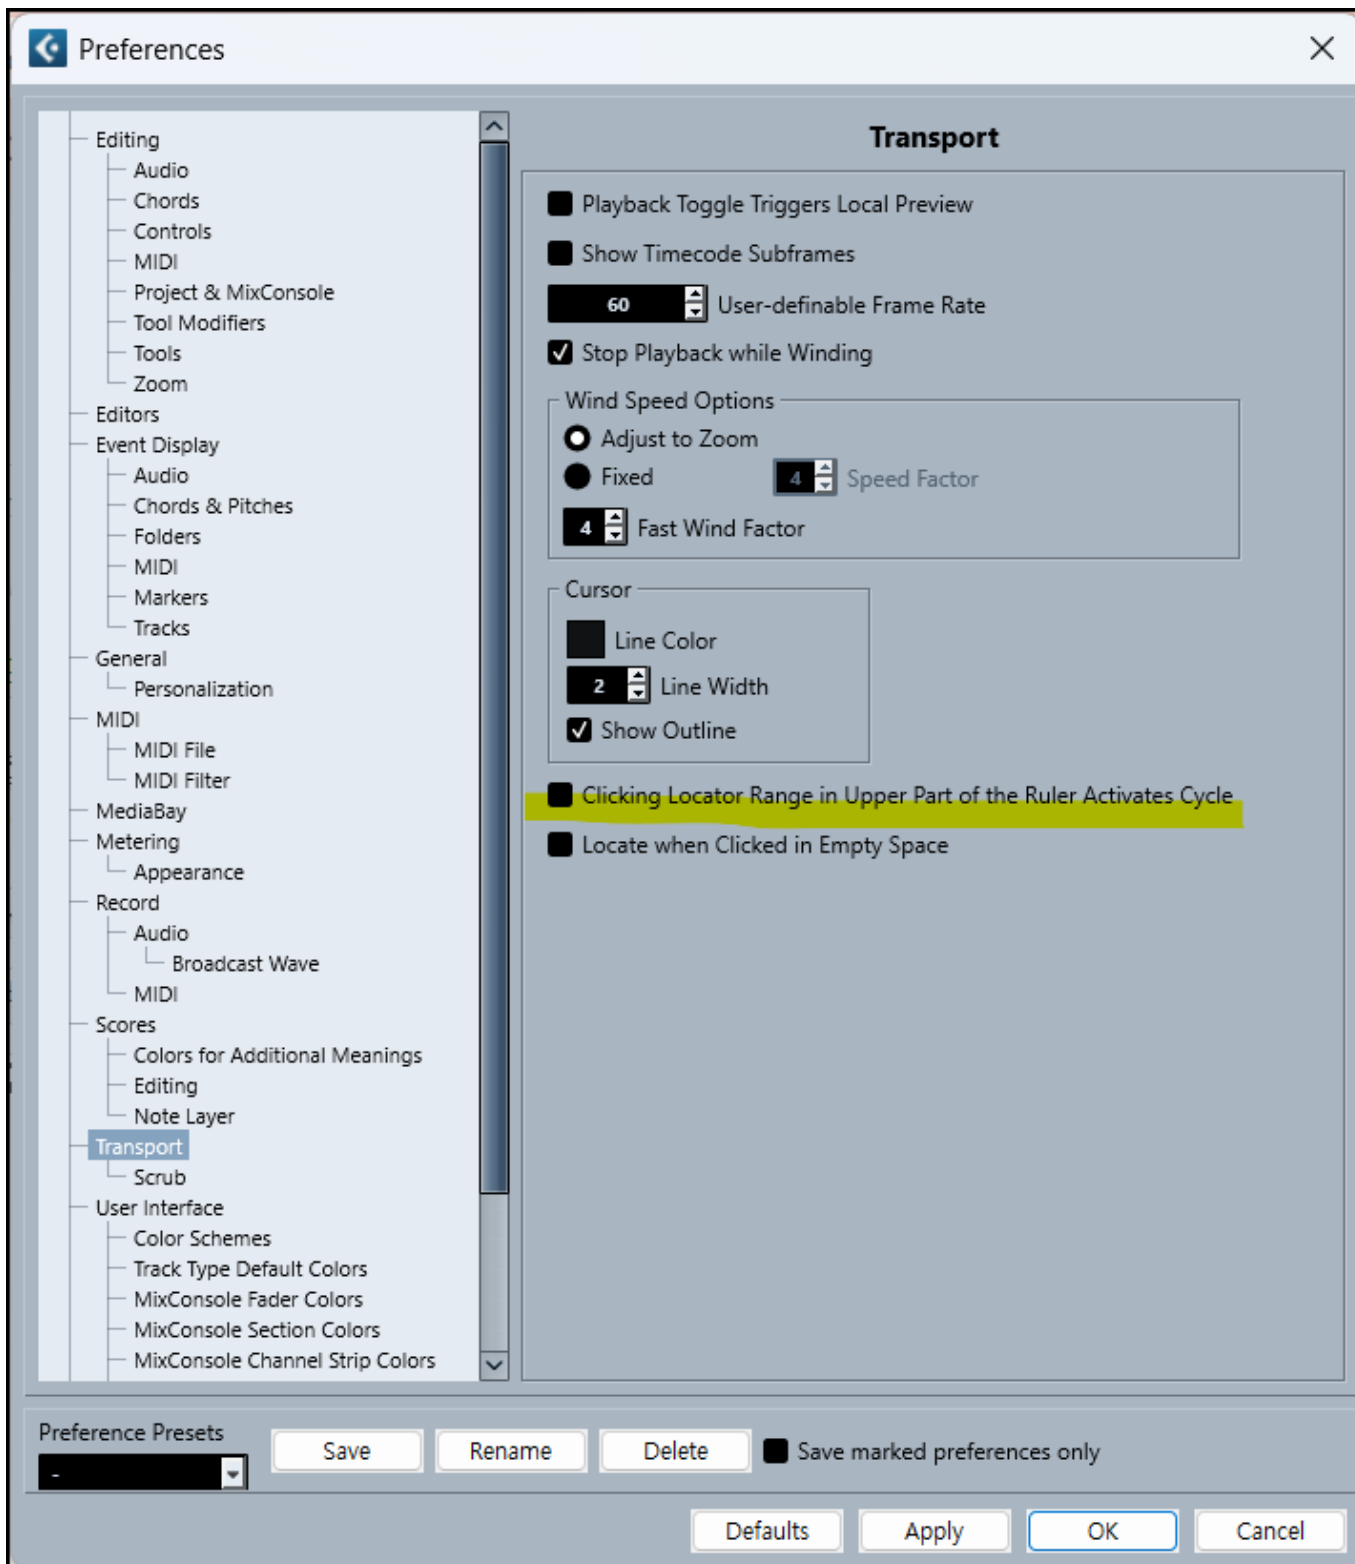 Preferences
Editing
Audio
Chords
Controls
MIDI
Project & MixConsole
Tool Modifiers
Tools
Zoom
Editors
Event Display
Audio
Chords & Pitches
Folders
MIDI
Markers
Tracks
General
Personalization
MIDI
MIDI File
MIDI Filter
MediaBay
Metering
Appearance
Record
Audio
Broadcast Wave
MIDI
Scores
Colors for Additional Meanings
Editing
Note Layer
Transport
Scrub
User Interface
Color Schemes
Track Type Default Colors
MixConsole Fader Colors
MixConsole Section Colors
MixConsole Channel Strip Colors
Transport
Playback Toggle Triggers Local Preview
Show Timecode Subframes
60 User-definable Frame Rate
Stop Playback while Winding
Wind Speed Options
Adjust to Zoom
Fixed 4 Speed Factor
4 Fast Wind Factor
Cursor
Line Color
2 Line Width
Show Outline
Clicking Locator Range in Upper Part of the Ruler Activates Cycle
Locate when Clicked in Empty Space
Preference Presets
-
Save Rename Delete Save marked preferences only
Defaults Apply OK Cancel